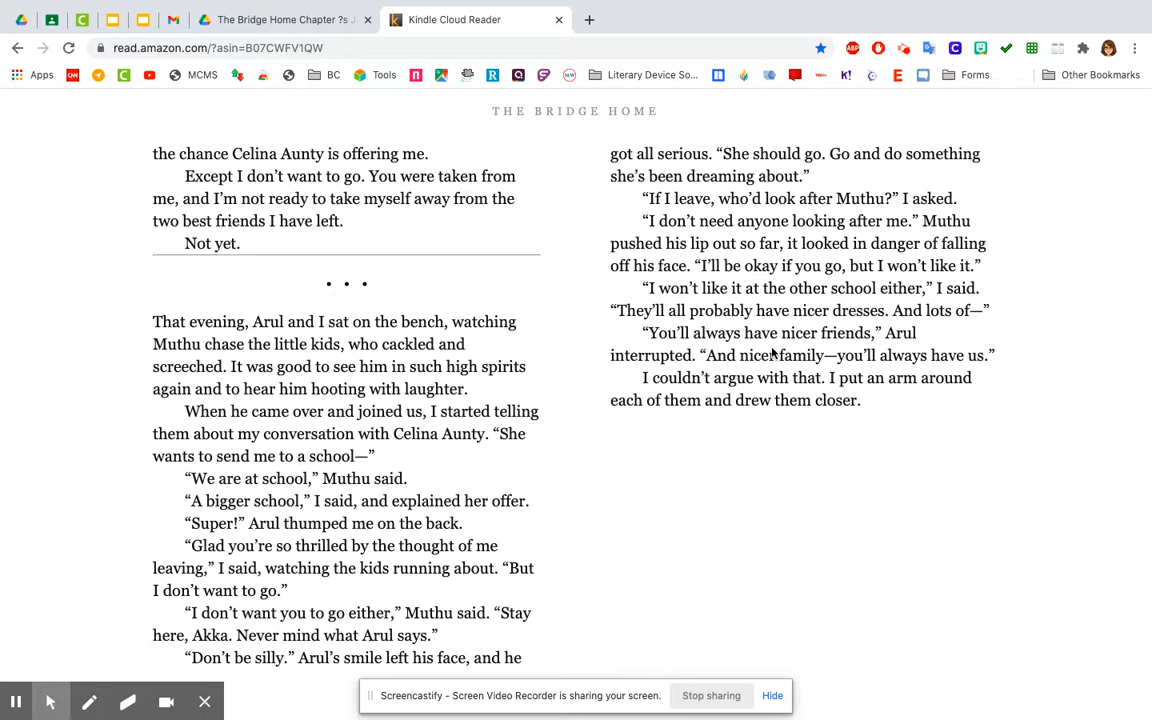 The Bridge Home Chapter ?s J
Kindle Cloud Reader
read.amazon.com/?asin=B07CWFV1QW
Apps
MCMS
BC
Tools
Literary Device So...
Forms
Other Bookmarks
THE BRIDGE HOME
the chance Celina Aunty is offering me.
Except I don’t want to go. You were taken from
me, and I’m not ready to take myself away from the
two best friends I have left.
Not yet.
• • •
That evening, Arul and I sat on the bench, watching
Muthu chase the little kids, who cackled and
screeched. It was good to see him in such high spirits
again and to hear him hooting with laughter.
When he came over and joined us, I started telling
them about my conversation with Celina Aunty. “She
wants to send me to a school—”
“We are at school,” Muthu said.
“A bigger school,” I said, and explained her offer.
“Super!” Arul thumped me on the back.
“Glad you’re so thrilled by the thought of me
leaving,” I said, watching the kids running about. “But
I don’t want to go.”
“I don’t want you to go either,” Muthu said. “Stay
here, Akka. Never mind what Arul says.”
“Don’t be silly.” Arul’s smile left his face, and he
got all serious. “She should go. Go and do something
she’s been dreaming about.”
“If I leave, who’d look after Muthu?” I asked.
“I don’t need anyone looking after me.” Muthu
pushed his lip out so far, it looked in danger of falling
off his face. “I’ll be okay if you go, but I won’t like it.”
“I won’t like it at the other school either,” I said.
“They’ll all probably have nicer dresses. And lots of—”
“You’ll always have nicer friends,” Arul
interrupted. “And nicer family—you’ll always have us.”
I couldn’t argue with that. I put an arm around
each of them and drew them closer.
Screencastify - Screen Video Recorder is sharing your screen.
Stop sharing
Hide